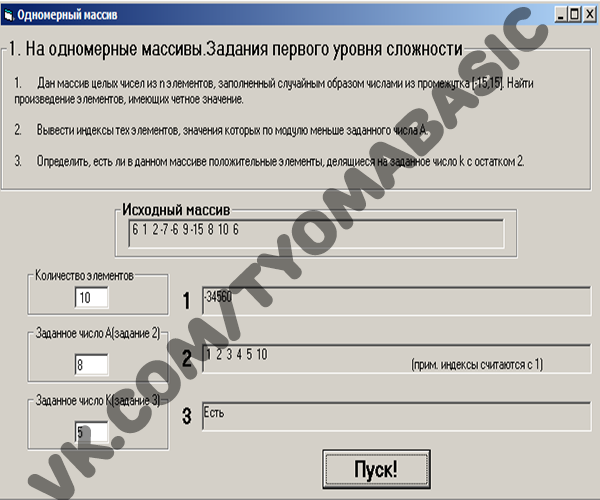 Одномерный массив
1. На одномерные массивы.Задания первого уровня сложности
1. Дан массив целых чисел из n элементов, заполненный случайным образом числами из промежутка [-15,15]. Найти
произведение элементов, имеющих четное значение.
2. Вывести индексы тех элементов, значения которых по модулю меньше заданного числа A.
3. Определить, есть ли в данном массиве положительные элементы, делящиеся на заданное число k с остатком 2.
Исходный массив
6 1 2 -7 -6 9 -15 8 10 6
Количество элементов
10
1 -34560
Заданное число A(задание 2)
8
2 1 2 3 4 5 10 (прим. индексы считаются с 1)
Заданное число K(задание 3)
5
3 Есть
Пуск!
VK.COM/TYOMABASIC